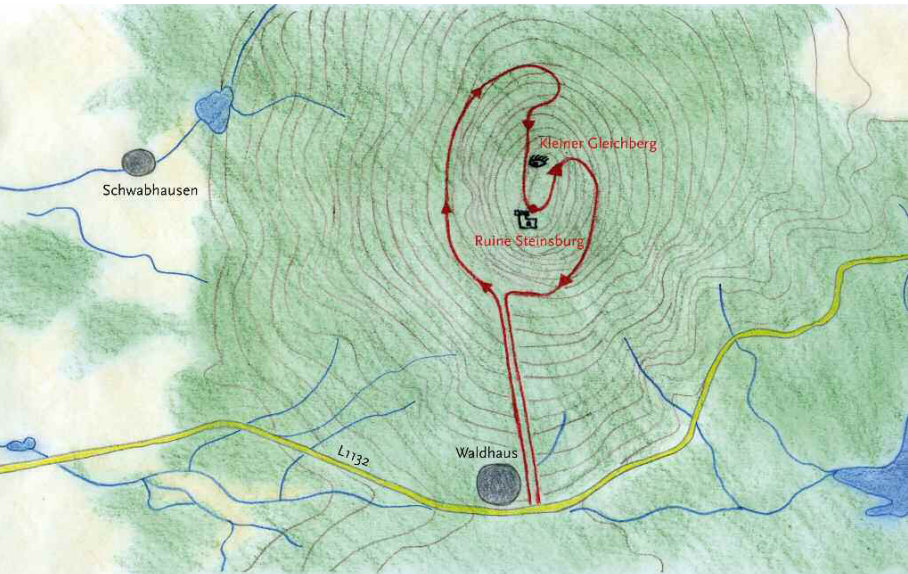 Kleiner Gleichberg
Schwabhausen
Ruine Steinsburg
Waldhaus
L1132